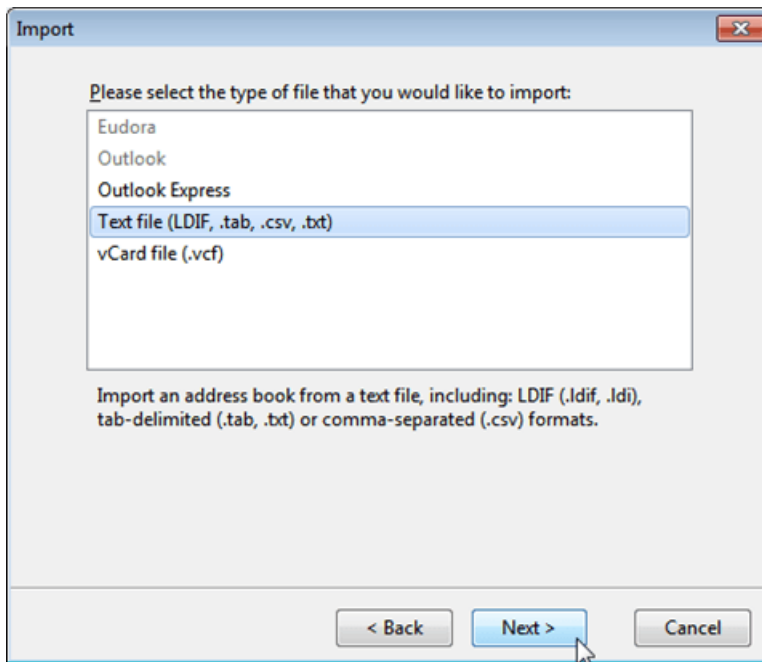 Import
Please select the type of file that you would like to import:
Eudora
Outlook
Outlook Express
Text file (LDIF, .tab, .csv, .txt)
vCard file (.vcf)
Import an address book from a text file, including: LDIF (.ldif, .ldi),
tab-delimited (.tab, .txt) or comma-separated (.csv) formats.
< Back Next > Cancel